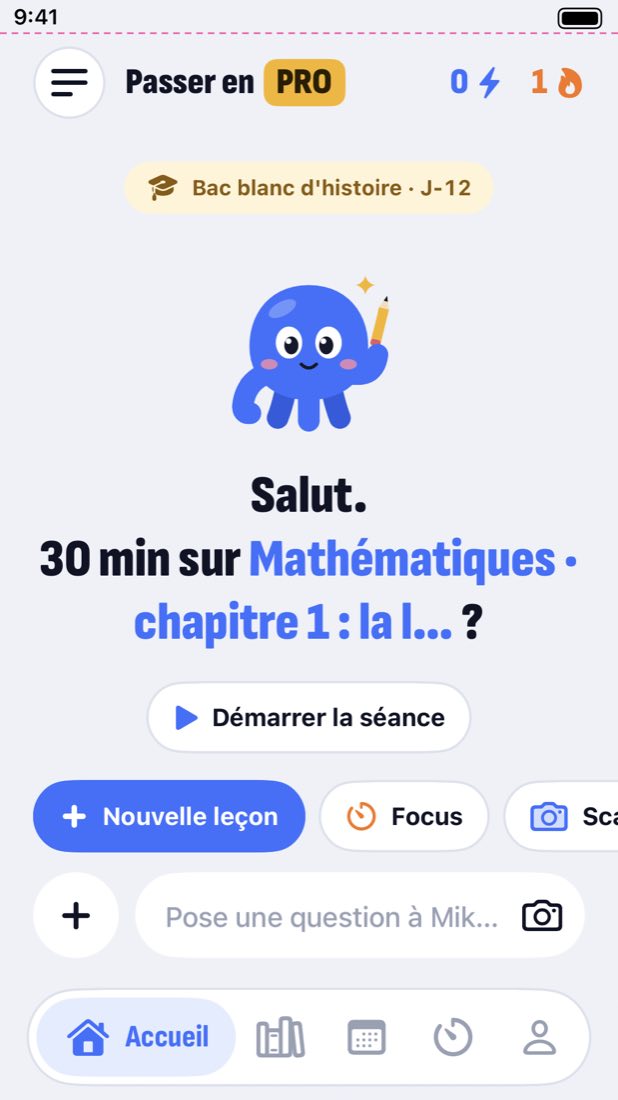 9:41
Passer en PRO
0
1
Bac blanc d'histoire · J-12
Salut.
30 min sur Mathématiques ·
chapitre 1 : la l... ?
Démarrer la séance
Nouvelle leçon
Focus
Sca
Pose une question à Mik...
Accueil